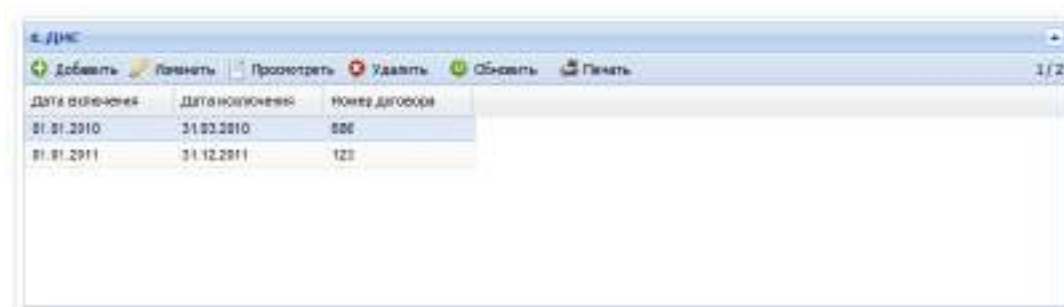 6. ДМС
Добавить Изменить Просмотреть Удалить Обновить Печать 1/2
Дата включения Дата исключения Номер договора
01.01.2010 31.03.2010
01.01.2011 31.12.2011 123